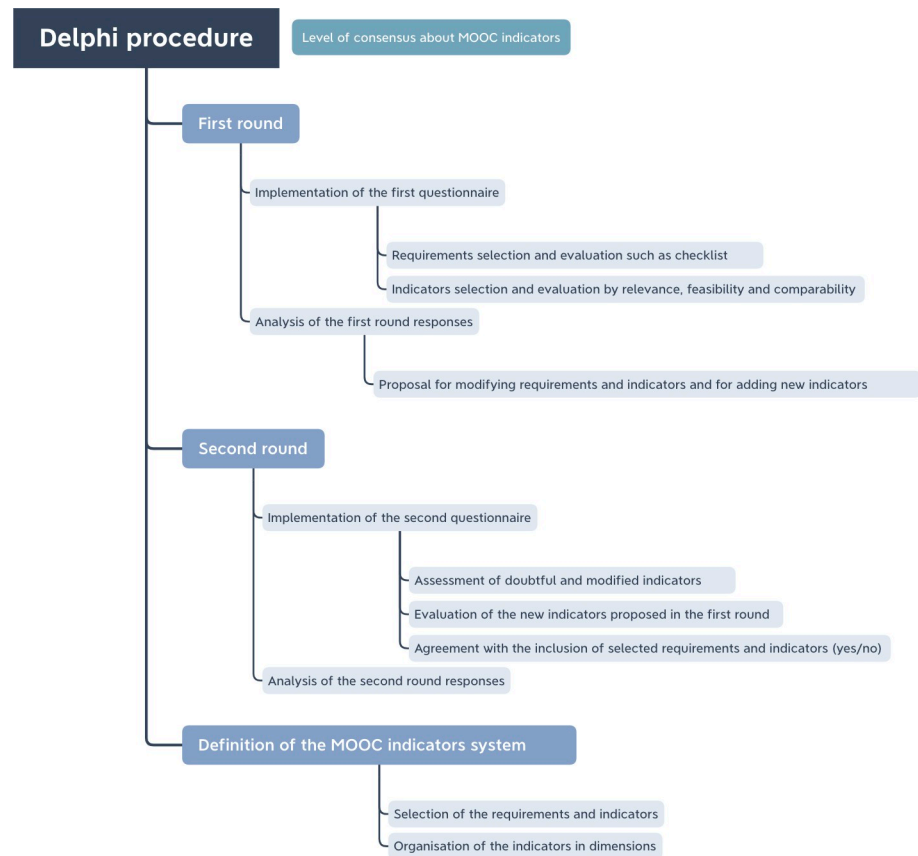 Delphi procedure
Level of consensus about MOOC indicators
First round
Implementation of the first questionnaire
Requirements selection and evaluation such as checklist
Indicators selection and evaluation by relevance, feasibility and comparability
Analysis of the first round responses
Proposal for modifying requirements and indicators and for adding new indicators
Second round
Implementation of the second questionnaire
Assessment of doubtful and modified indicators
Evaluation of the new indicators proposed in the first round
Agreement with the inclusion of selected requirements and indicators (yes/no)
Analysis of the second round responses
Definition of the MOOC indicators system
Selection of the requirements and indicators
Organisation of the indicators in dimensions